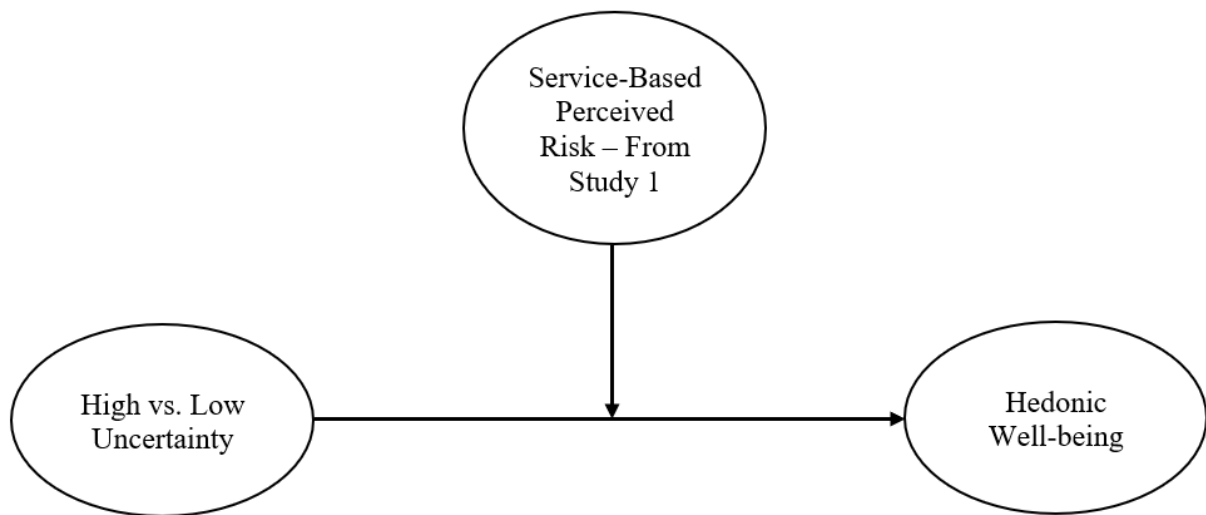 Service-Based
Perceived
Risk – From
Study 1
High vs. Low
Uncertainty
Hedonic
Well-being